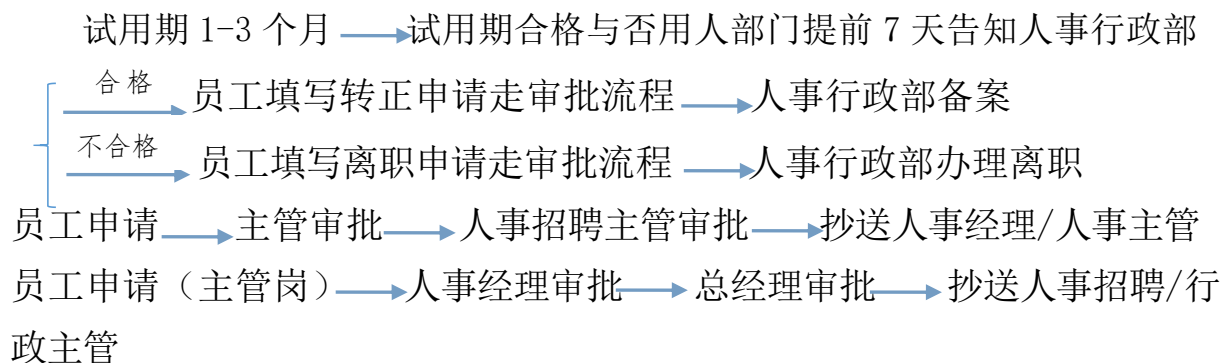 试用期 1-3 个月 试用期合格与否用人部门提前 7 天告知人事行政部
合格 员工填写转正申请走审批流程 人事行政部备案
不合格 员工填写离职申请走审批流程 人事行政部办理离职
员工申请 主管审批 人事招聘主管审批 抄送人事经理/人事主管
员工申请（主管岗） 人事经理审批 总经理审批 抄送人事招聘/行
政主管